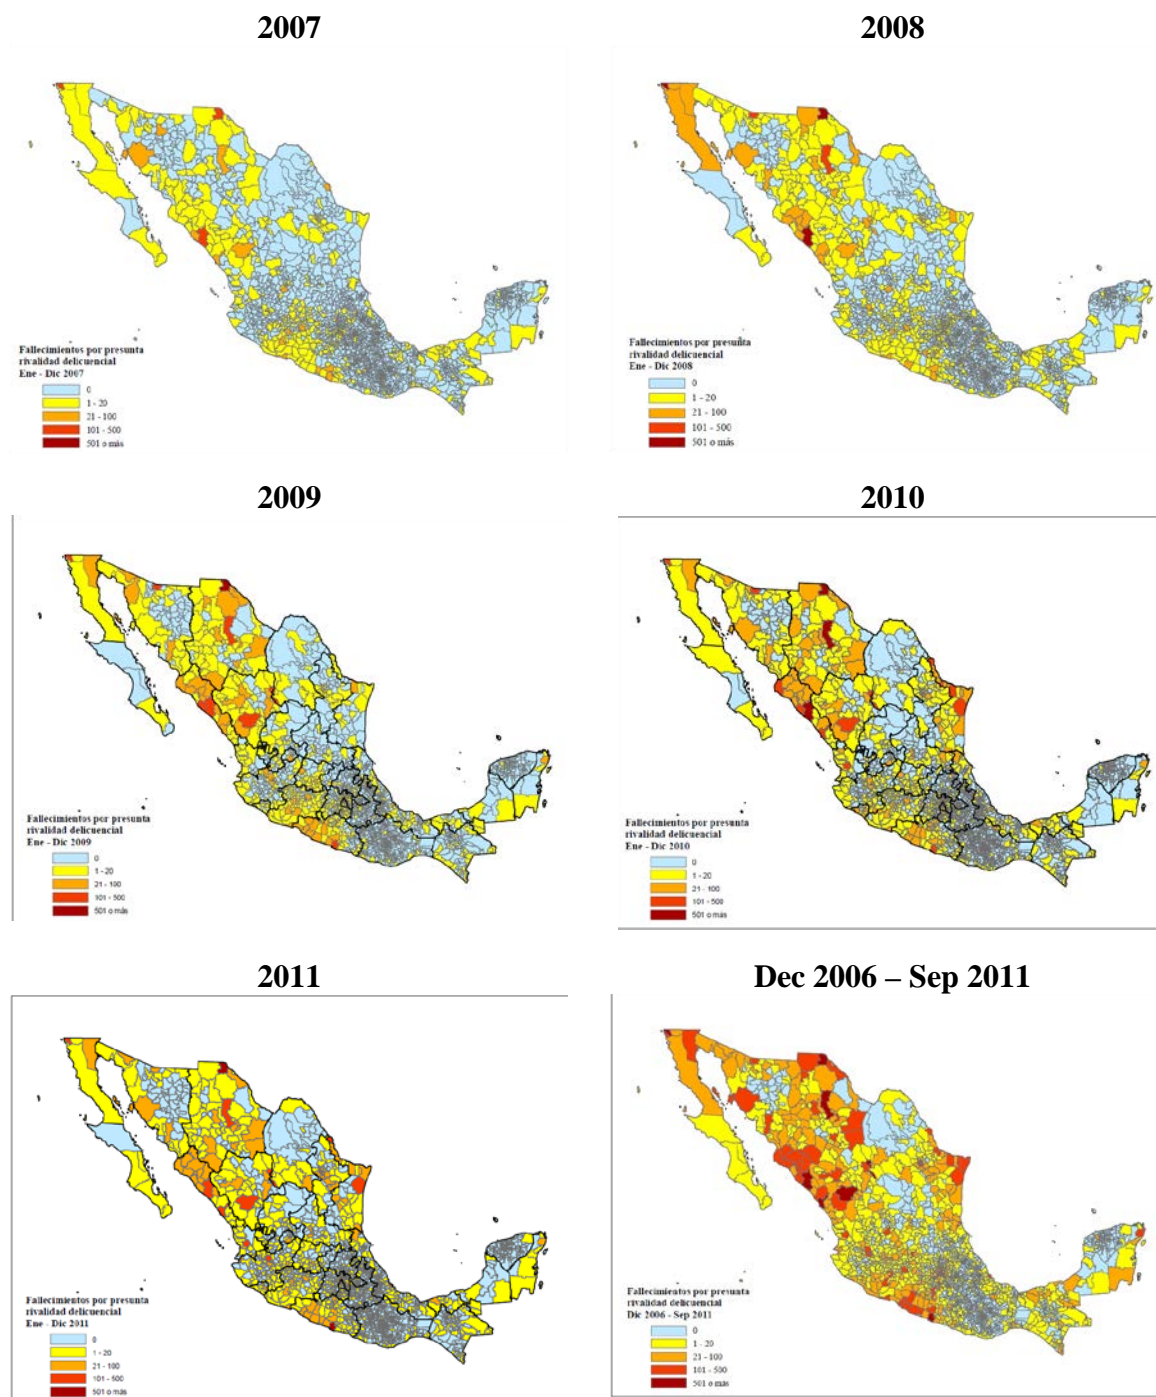 2007
2008
Fallecimientos por presunta
rivalidad delicuencial
Ene - Dic 2007
0
1 - 20
21 - 100
101 - 500
501 o más
Fallecimientos por presunta
rivalidad delicuencial
Ene - Dic 2008
0
1 - 20
21 - 100
101 - 500
501 o más
2009
2010
Fallecimientos por presunta
rivalidad delicuencial
Ene - Dic 2009
0
1 - 20
21 - 100
101 - 500
501 o más
Fallecimientos por presunta
rivalidad delicuencial
Ene - Dic 2010
0
1 - 20
21 - 100
101 - 500
501 o más
2011
Dec 2006 – Sep 2011
Fallecimientos por presunta
rivalidad delicuencial
Ene - Dic 2011
0
1 - 20
21 - 100
101 - 500
501 o más
Fallecimientos por presunta
rivalidad delicuencial
Dic 2006 - Sep 2011
0
1 - 20
21 - 100
101 - 500
501 o más